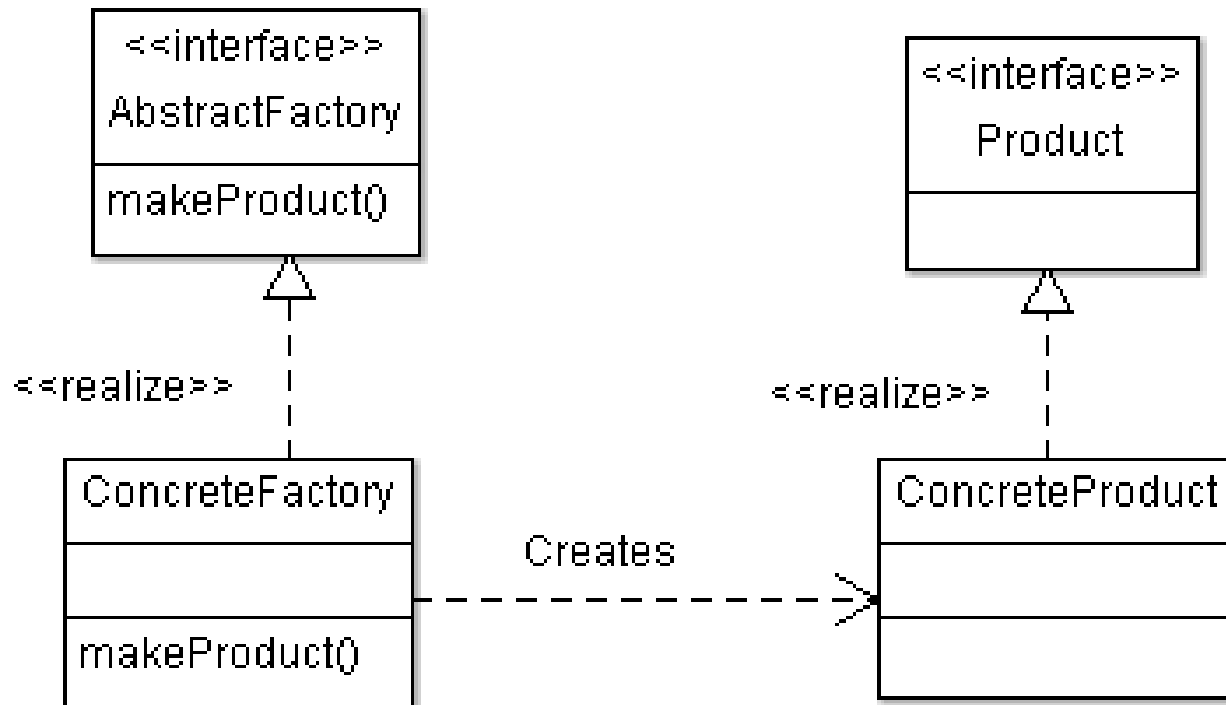 <<interface>>
AbstractFactory
makeProduct()
<<interface>>
Product
<<realize>>
<<realize>>
ConcreteFactory
makeProduct()
Creates
ConcreteProduct